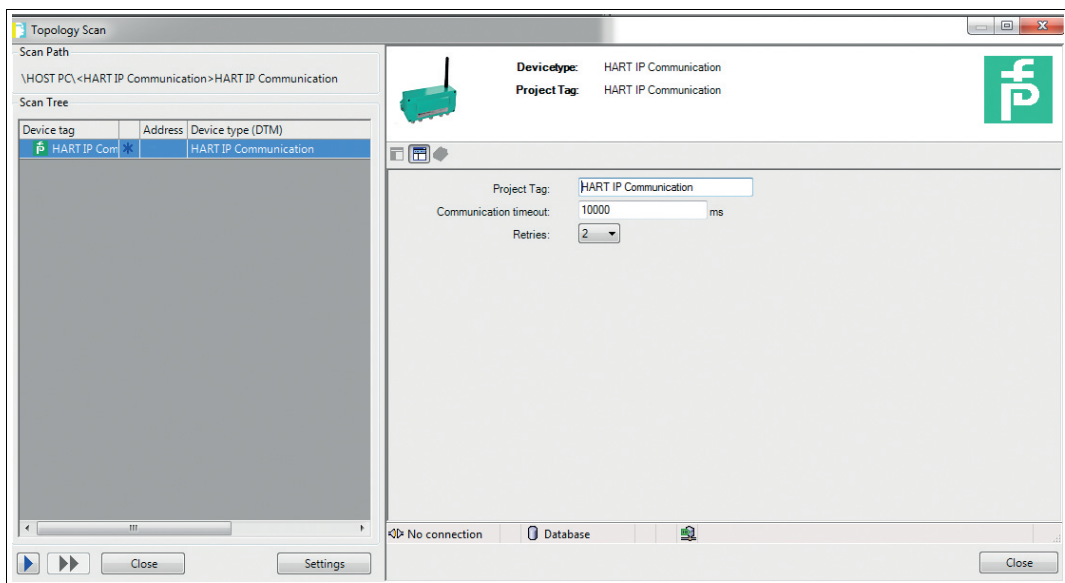 Topology Scan
Scan Path
\HOST PC\<HART IP Communication>HART IP Communication
Scan Tree
Device tag Address Device type (DTM)
HART IP Com HART IP Communication
Close Settings
Devicetype: HART IP Communication
Project Tag: HART IP Communication
Project Tag: HART IP Communication
Communication timeout: 10000 ms
Retries: 2
No connection Database
Close